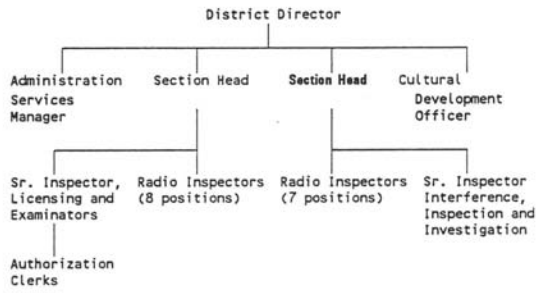 District Director
Administration
Services
Manager
Section Head
Section Head
Cultural
Development
Officer
Sr. Inspector,
Licensing and
Examinators
Radio Inspectors
(8 positions)
Radio Inspectors
(7 positions)
Sr. Inspector
Interference,
Inspection and
Investigation
Authorization
Clerks